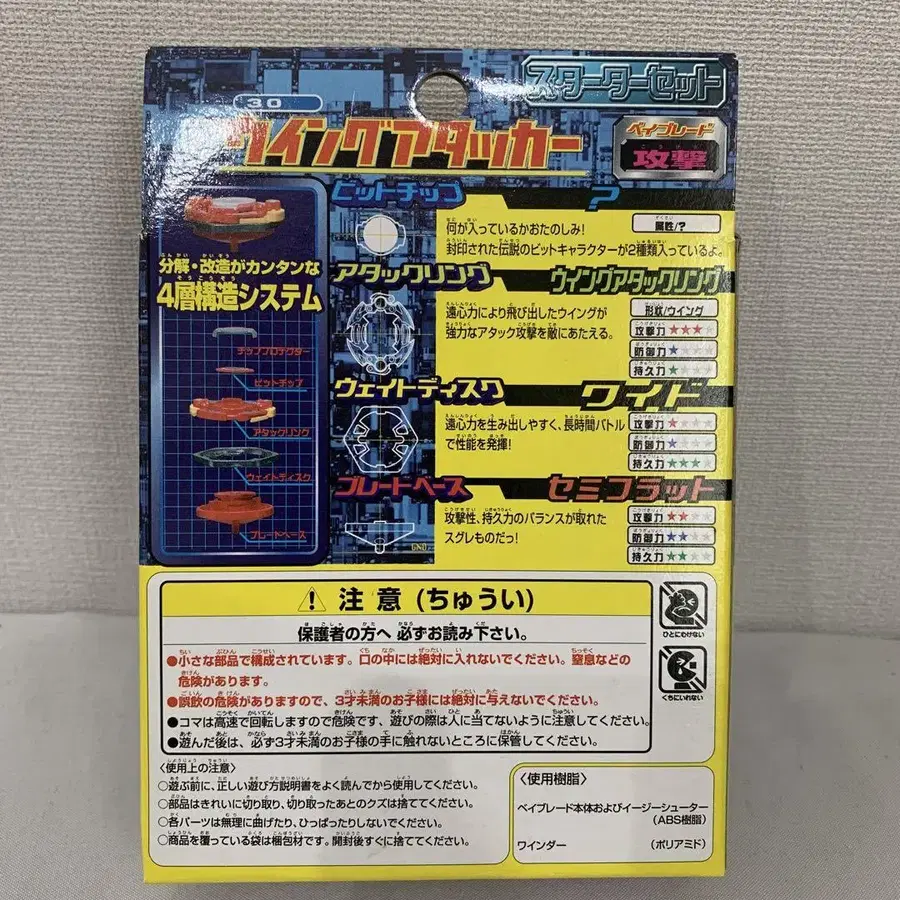 スターターセット
30
ウイングアタッカー
ベイブレード
攻撃
ビットチップ
?
何が入っているかおたのしみ!
封印された伝説のビットキャラクターが2種類入っているよ。
属性/?
分解・改造がカンタンな
4層構造システム
チッププロテクター
ビットチップ
アタックリング
ウェイトディスク
ブレードベース
アタックリング
ウイングアタックリング
遠心力により飛び出したウイングが
強力なアタック攻撃を敵にあたえる。
形状/ウイング
攻撃力 ★★★★★
防御力 ★★★★★
持久力 ★★★★★
ウェイトディスク
ワイド
遠心力を生み出しやすく、長時間バトル
で性能を発揮!
攻撃力 ★★★★★
防御力 ★★★★★
持久力 ★★★★★
ブレードベース
セミフラット
攻撃性、持久力のバランスが取れた
スグレものだっ!
攻撃力 ★★★★★
防御力 ★★★★★
持久力 ★★★★★
⚠ 注意 (ちゅうい)
保護者の方へ 必ずお読み下さい。
●小さな部品で構成されています。口の中には絶対に入れないでください。窒息などの
危険があります。
●誤飲の危険がありますので、3才未満のお子様には絶対に与えないでください。
●コマは高速で回転しますので危険です、遊びの際は人に当てないように注意してください。
●遊んだ後は、必ず3才未満のお子様の手に触れないところに保管してください。
ひとにむけない
くちにいれない
〈使用上の注意〉
○遊ぶ前に、正しい遊び方説明書をよく読んでから使用してください。
○部品はきれいに切り取り、切り取ったあとのクズは捨ててください。
○各パーツは無理に曲げたり、ひっぱったりしないでください。
○商品を覆っている袋は梱包材です。開封後すぐに捨ててください。
〈使用樹脂〉
ベイブレード本体およびイージーシューター
(ABS樹脂)
ワインダー (ポリアミド)